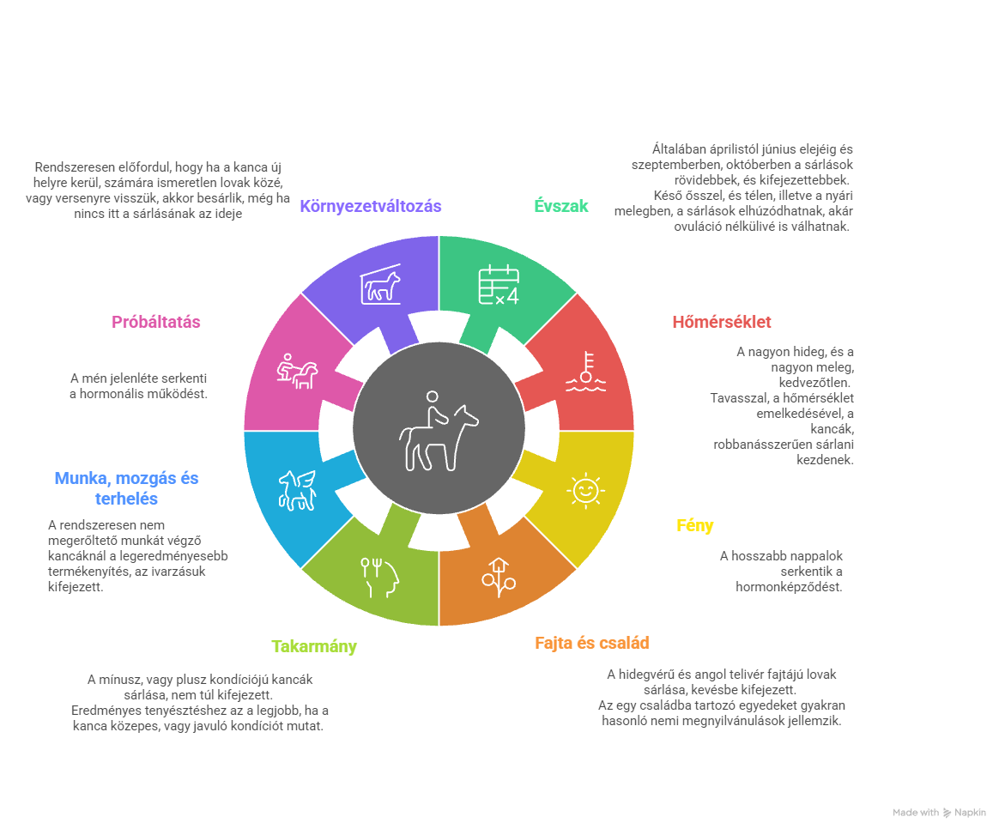 Rendszeresen előfordul, hogy ha a kanca új
helyre kerül, számára ismeretlen lovak közé,
vagy versenyre visszük, akkor besárlik, még ha
nincs itt a sárlásának az ideje
Környezetváltozás
Évszak
Általában áprilistól június elejéig és
szeptemberben, októberben a sárlások
rövidebbek, és kifejezettebbek.
Késő ősszel, és télen, illetve a nyári
melegben, a sárlások elhúzódhatnak, akár
ovuláció nélkülivé is válhatnak.
x4
Próbáltatás
A mén jelenléte serkenti
a hormonális működést.
Hőmérséklet
A nagyon hideg, és a
nagyon meleg,
kedvezőtlen.
Tavasszal, a hőmérséklet
emelkedésével, a
kancák,
robbanásszerűen sárlani
kezdenek.
Munka, mozgás és
terhelés
A rendszeresen nem
megerőltető munkát végző
kancáknál a legeredményesebb
termékenyítés, az ivarzásuk
kifejezett.
Fény
A hosszabb nappalok
serkentik a
hormonképződést.
Takarmány
A mínusz, vagy plusz kondíciójú kancák
sárlása, nem túl kifejezett.
Eredményes tenyésztéshez az a legjobb, ha a
kanca közepes, vagy javuló kondíciót mutat.
Fajta és család
A hidegvérű és angol telivér fajtájú lovak
sárlása, kevésbe kifejezett.
Az egy családba tartozó egyedeket gyakran
hasonló nemi megnyilvánulások jellemzik.
Made with Napkin